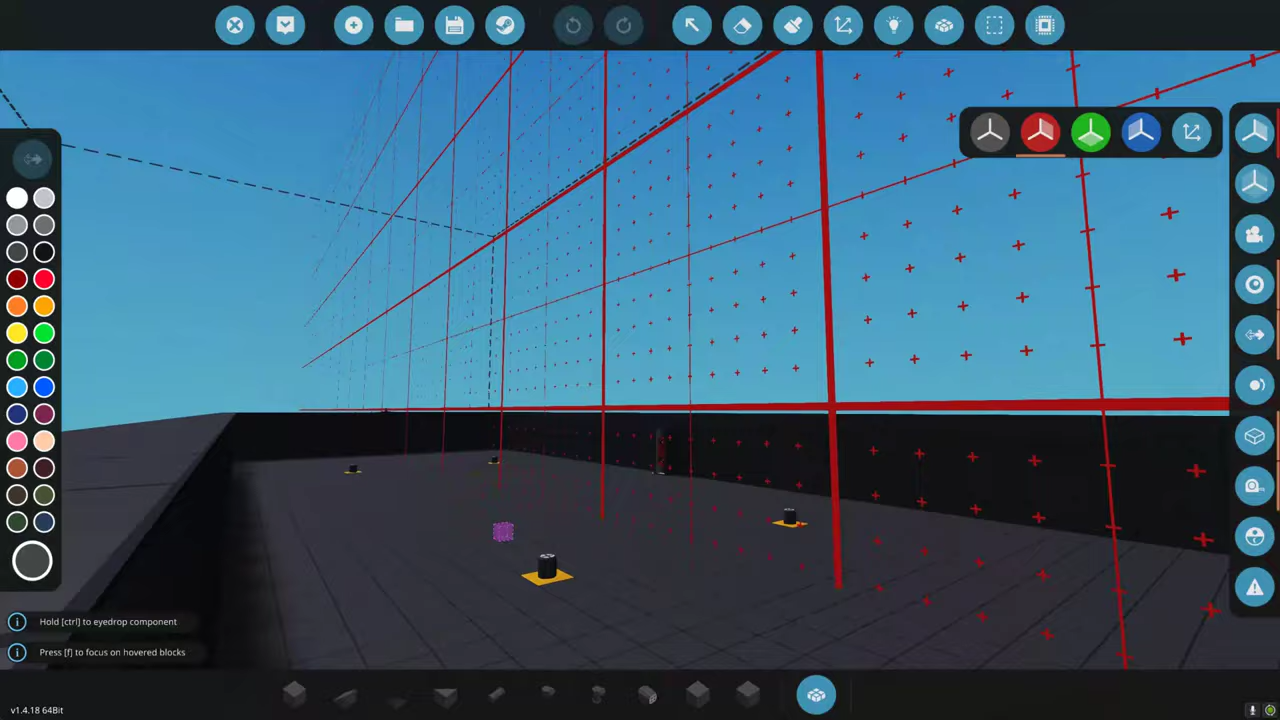 Hold [ctrl] to eyedrop component
Press [f] to focus on hovered blocks
v1.4.18 64Bit